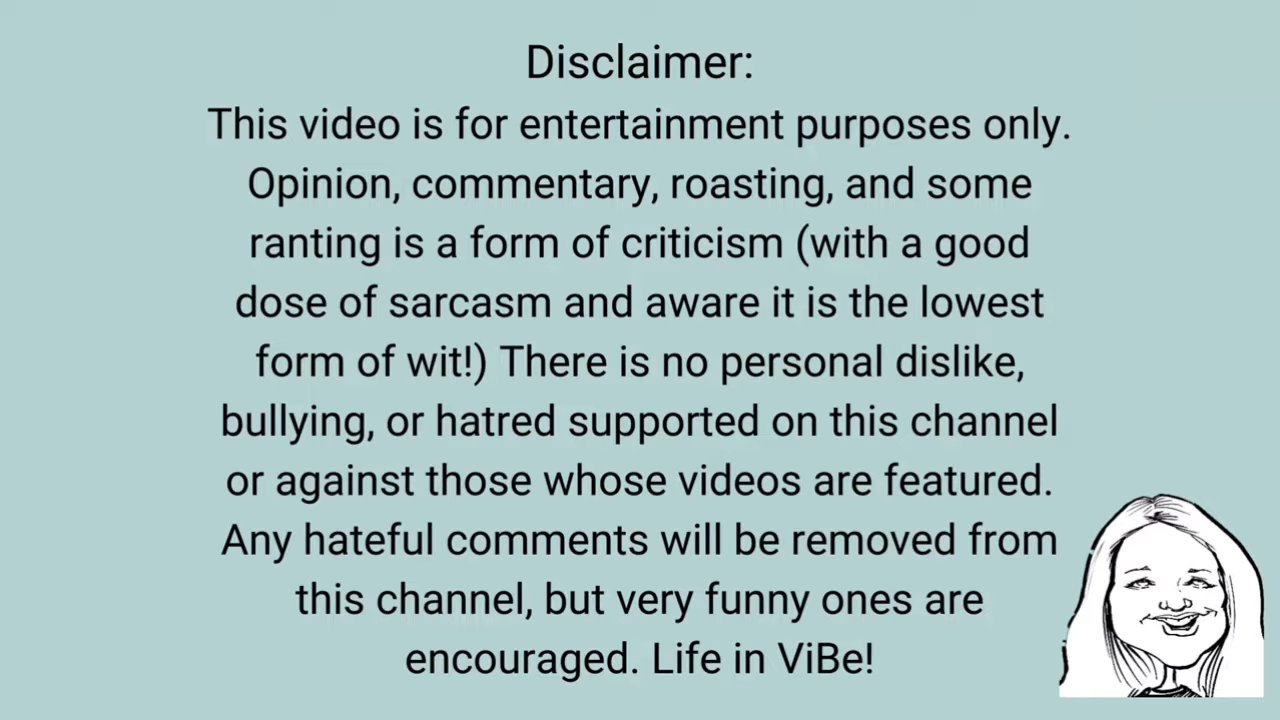 Disclaimer:
This video is for entertainment purposes only.
Opinion, commentary, roasting, and some
ranting is a form of criticism (with a good
dose of sarcasm and aware it is the lowest
form of wit!) There is no personal dislike,
bullying, or hatred supported on this channel
or against those whose videos are featured.
Any hateful comments will be removed from
this channel, but very funny ones are
encouraged. Life in ViBe!